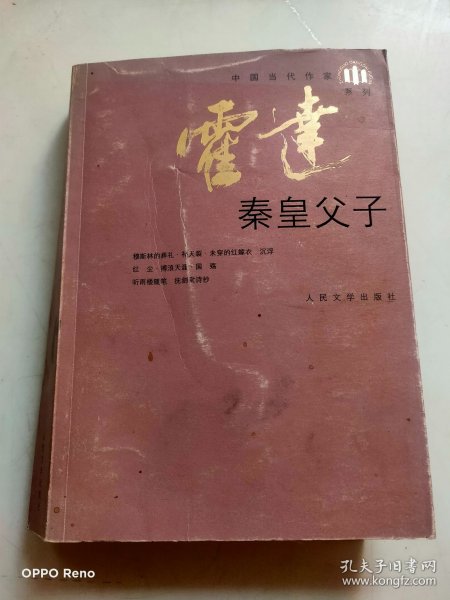 中国当代作家
系列
霍达
秦皇父子
穆斯林的葬礼·补天裂·未穿的红嫁衣 沉浮
红 尘·搏浪天涯·国 殇
听雨楼随笔 抚剑堂诗抄
人民文学出版社
OPPO Reno
孔夫子旧书网
www.kongfz.com